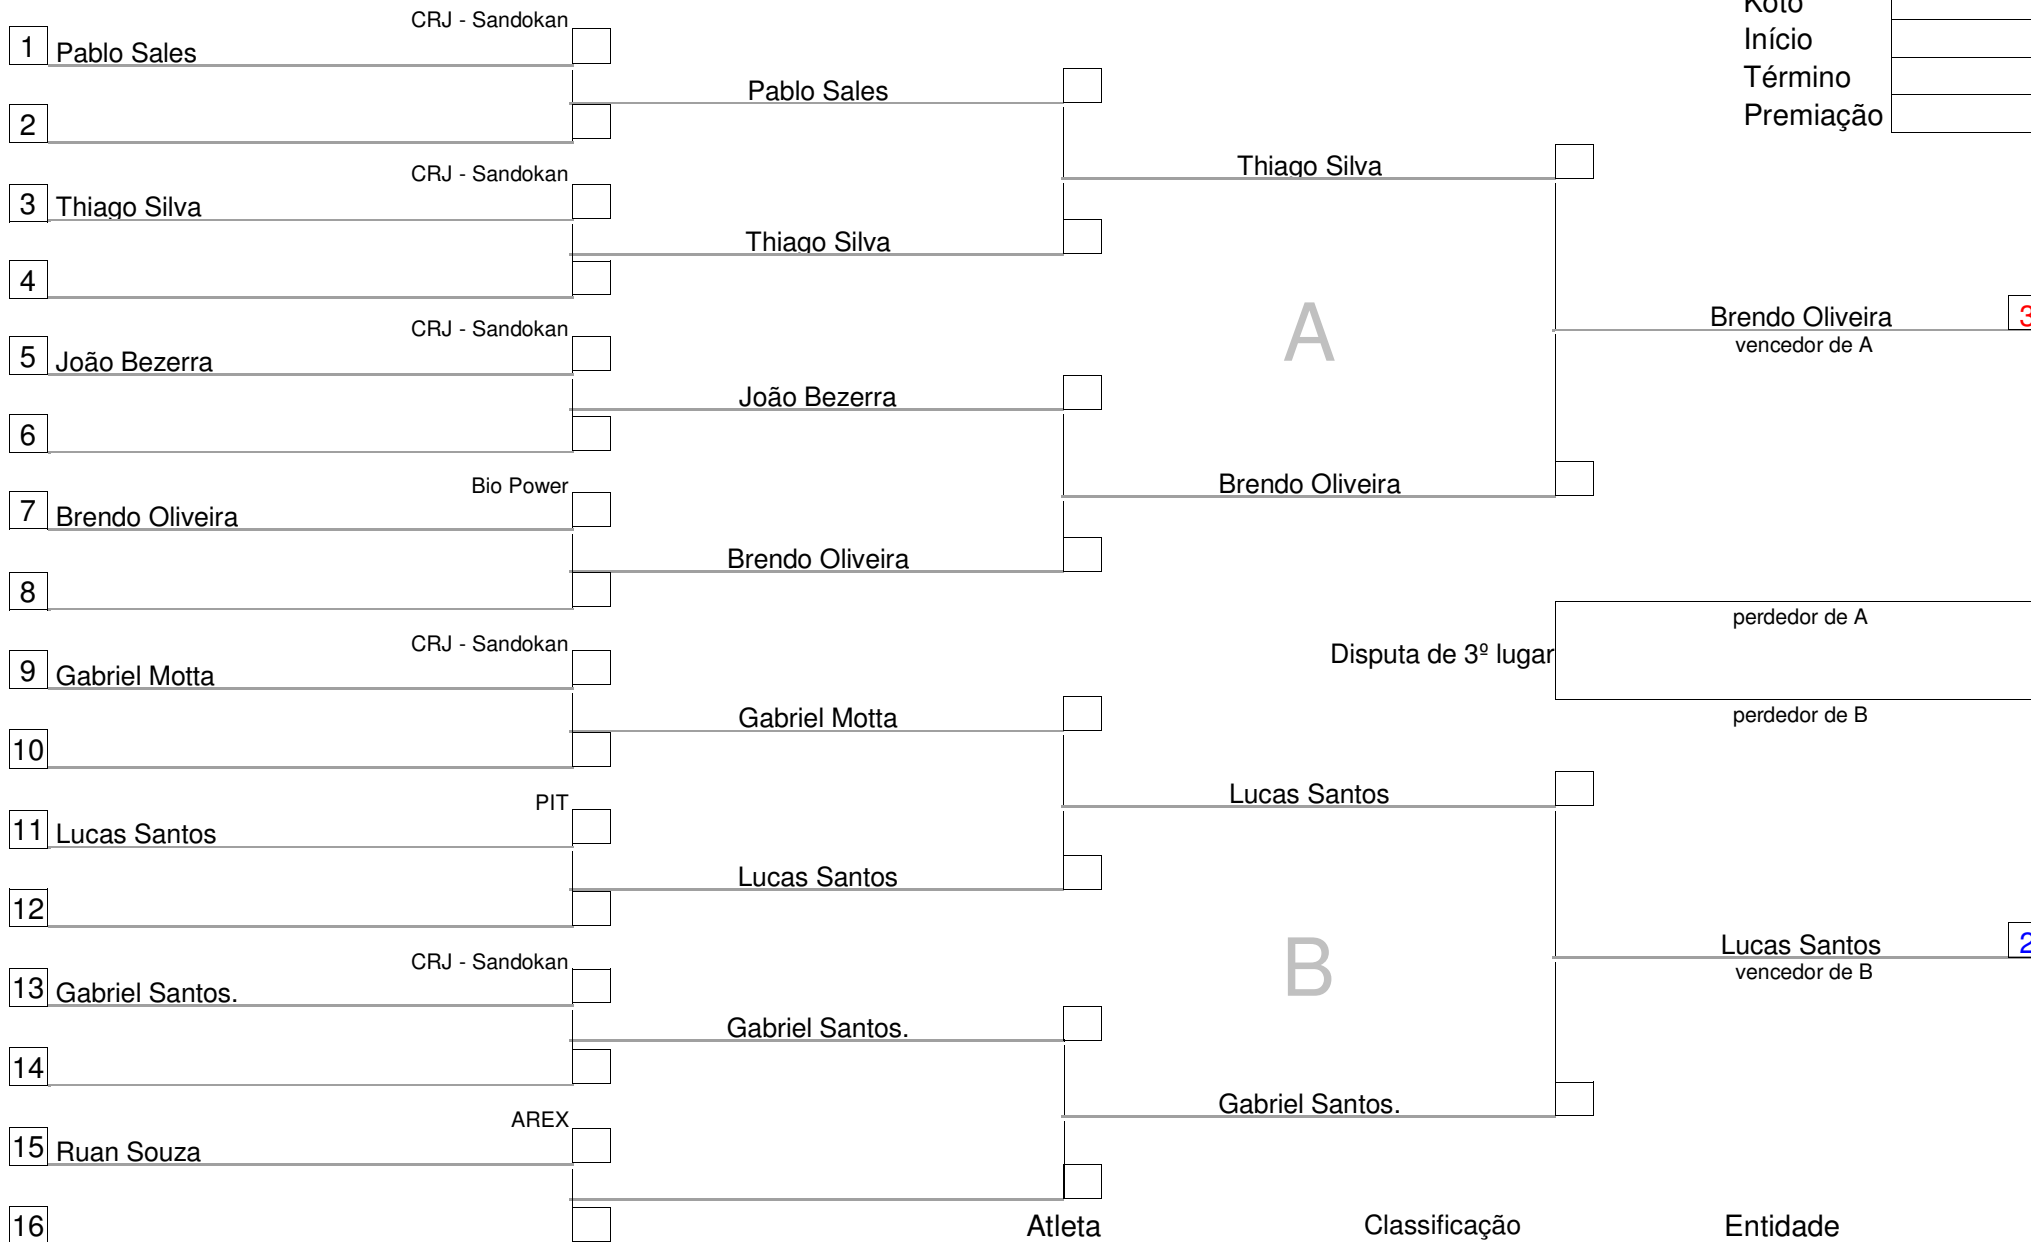 CRJ - Sandokan
Koto
1 Pablo Sales
Início
Pablo Sales
Término
2
Premiação
CRJ - Sandokan
Thiago Silva
3 Thiago Silva
Thiago Silva
4
CRJ - Sandokan
A
Brendo Oliveira 3
vencedor de A
5 João Bezerra
João Bezerra
6
Bio Power
Brendo Oliveira
7 Brendo Oliveira
Brendo Oliveira
8
perdedor de A
CRJ - Sandokan
Disputa de 3º lugar
9 Gabriel Motta
Gabriel Motta
perdedor de B
10
PIT
Lucas Santos
11 Lucas Santos
Lucas Santos
12
CRJ - Sandokan
B
Lucas Santos 2
vencedor de B
13 Gabriel Santos.
Gabriel Santos.
14
AREX
Gabriel Santos.
15 Ruan Souza
16
Atleta Classificação Entidade